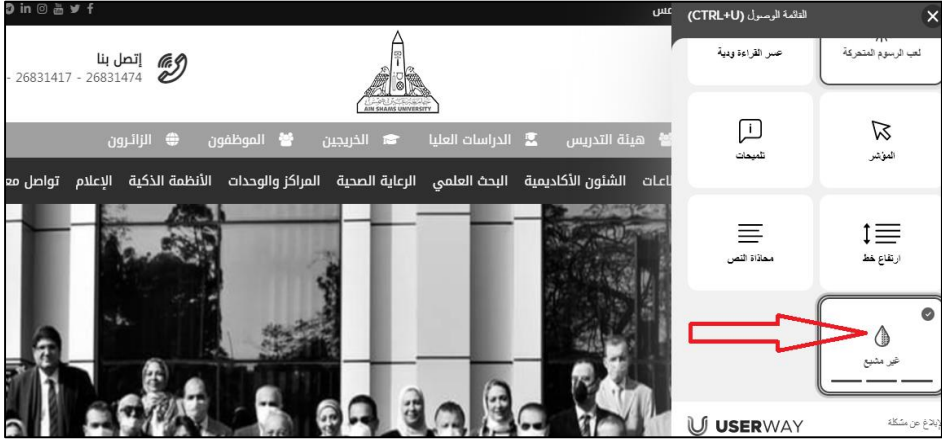 القائمة الوصول (CTRL+U)
إتصل بنا
26831417 - 26831474
AIN SHAMS UNIVERSITY
هيئة التدريس
الدراسات العليا
الخريجين
الموظفون
الزائرون
الشئون الأكاديمية
البحث العلمي
الرعاية الصحية
المراكز والوحدات
الأنظمة الذكية
الإعلام
تواصل
لعب الرسوم المتحركة
عسر القراءة ودية
المؤشر
تلميحات
ارتفاع خط
محاذاة النص
غير مشبع
USERWAY
عن مشكلة